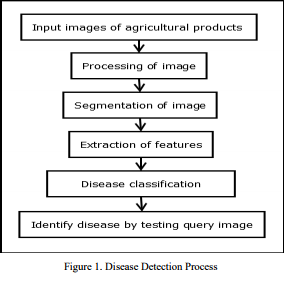 Input images of agricultural products
Processing of image
Segmentation of image
Extraction of features
Disease classification
Identify disease by testing query image
Figure 1. Disease Detection Process